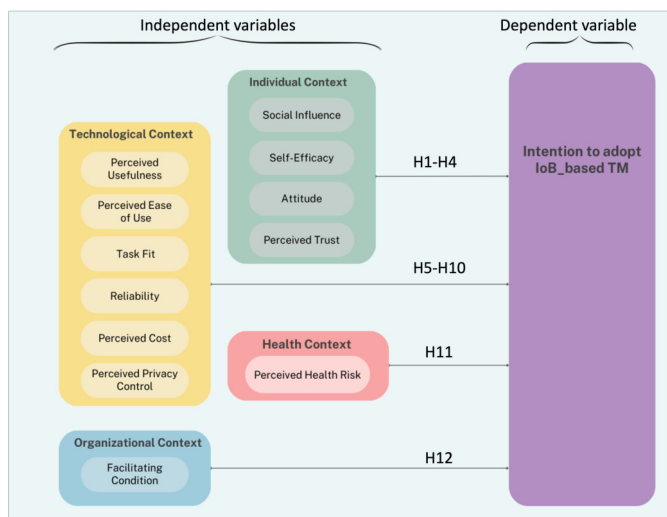 Independent variables
Dependent variable
Individual Context
Social Influence
Self-Efficacy
Attitude
Perceived Trust
Technological Context
Perceived
Usefulness
Perceived Ease
of Use
Task Fit
Reliability
Perceived Cost
Perceived Privacy
Control
Health Context
Perceived Health Risk
Organizational Context
Facilitating
Condition
H1-H4
H5-H10
H11
H12
Intention to adopt
IoB_based TM